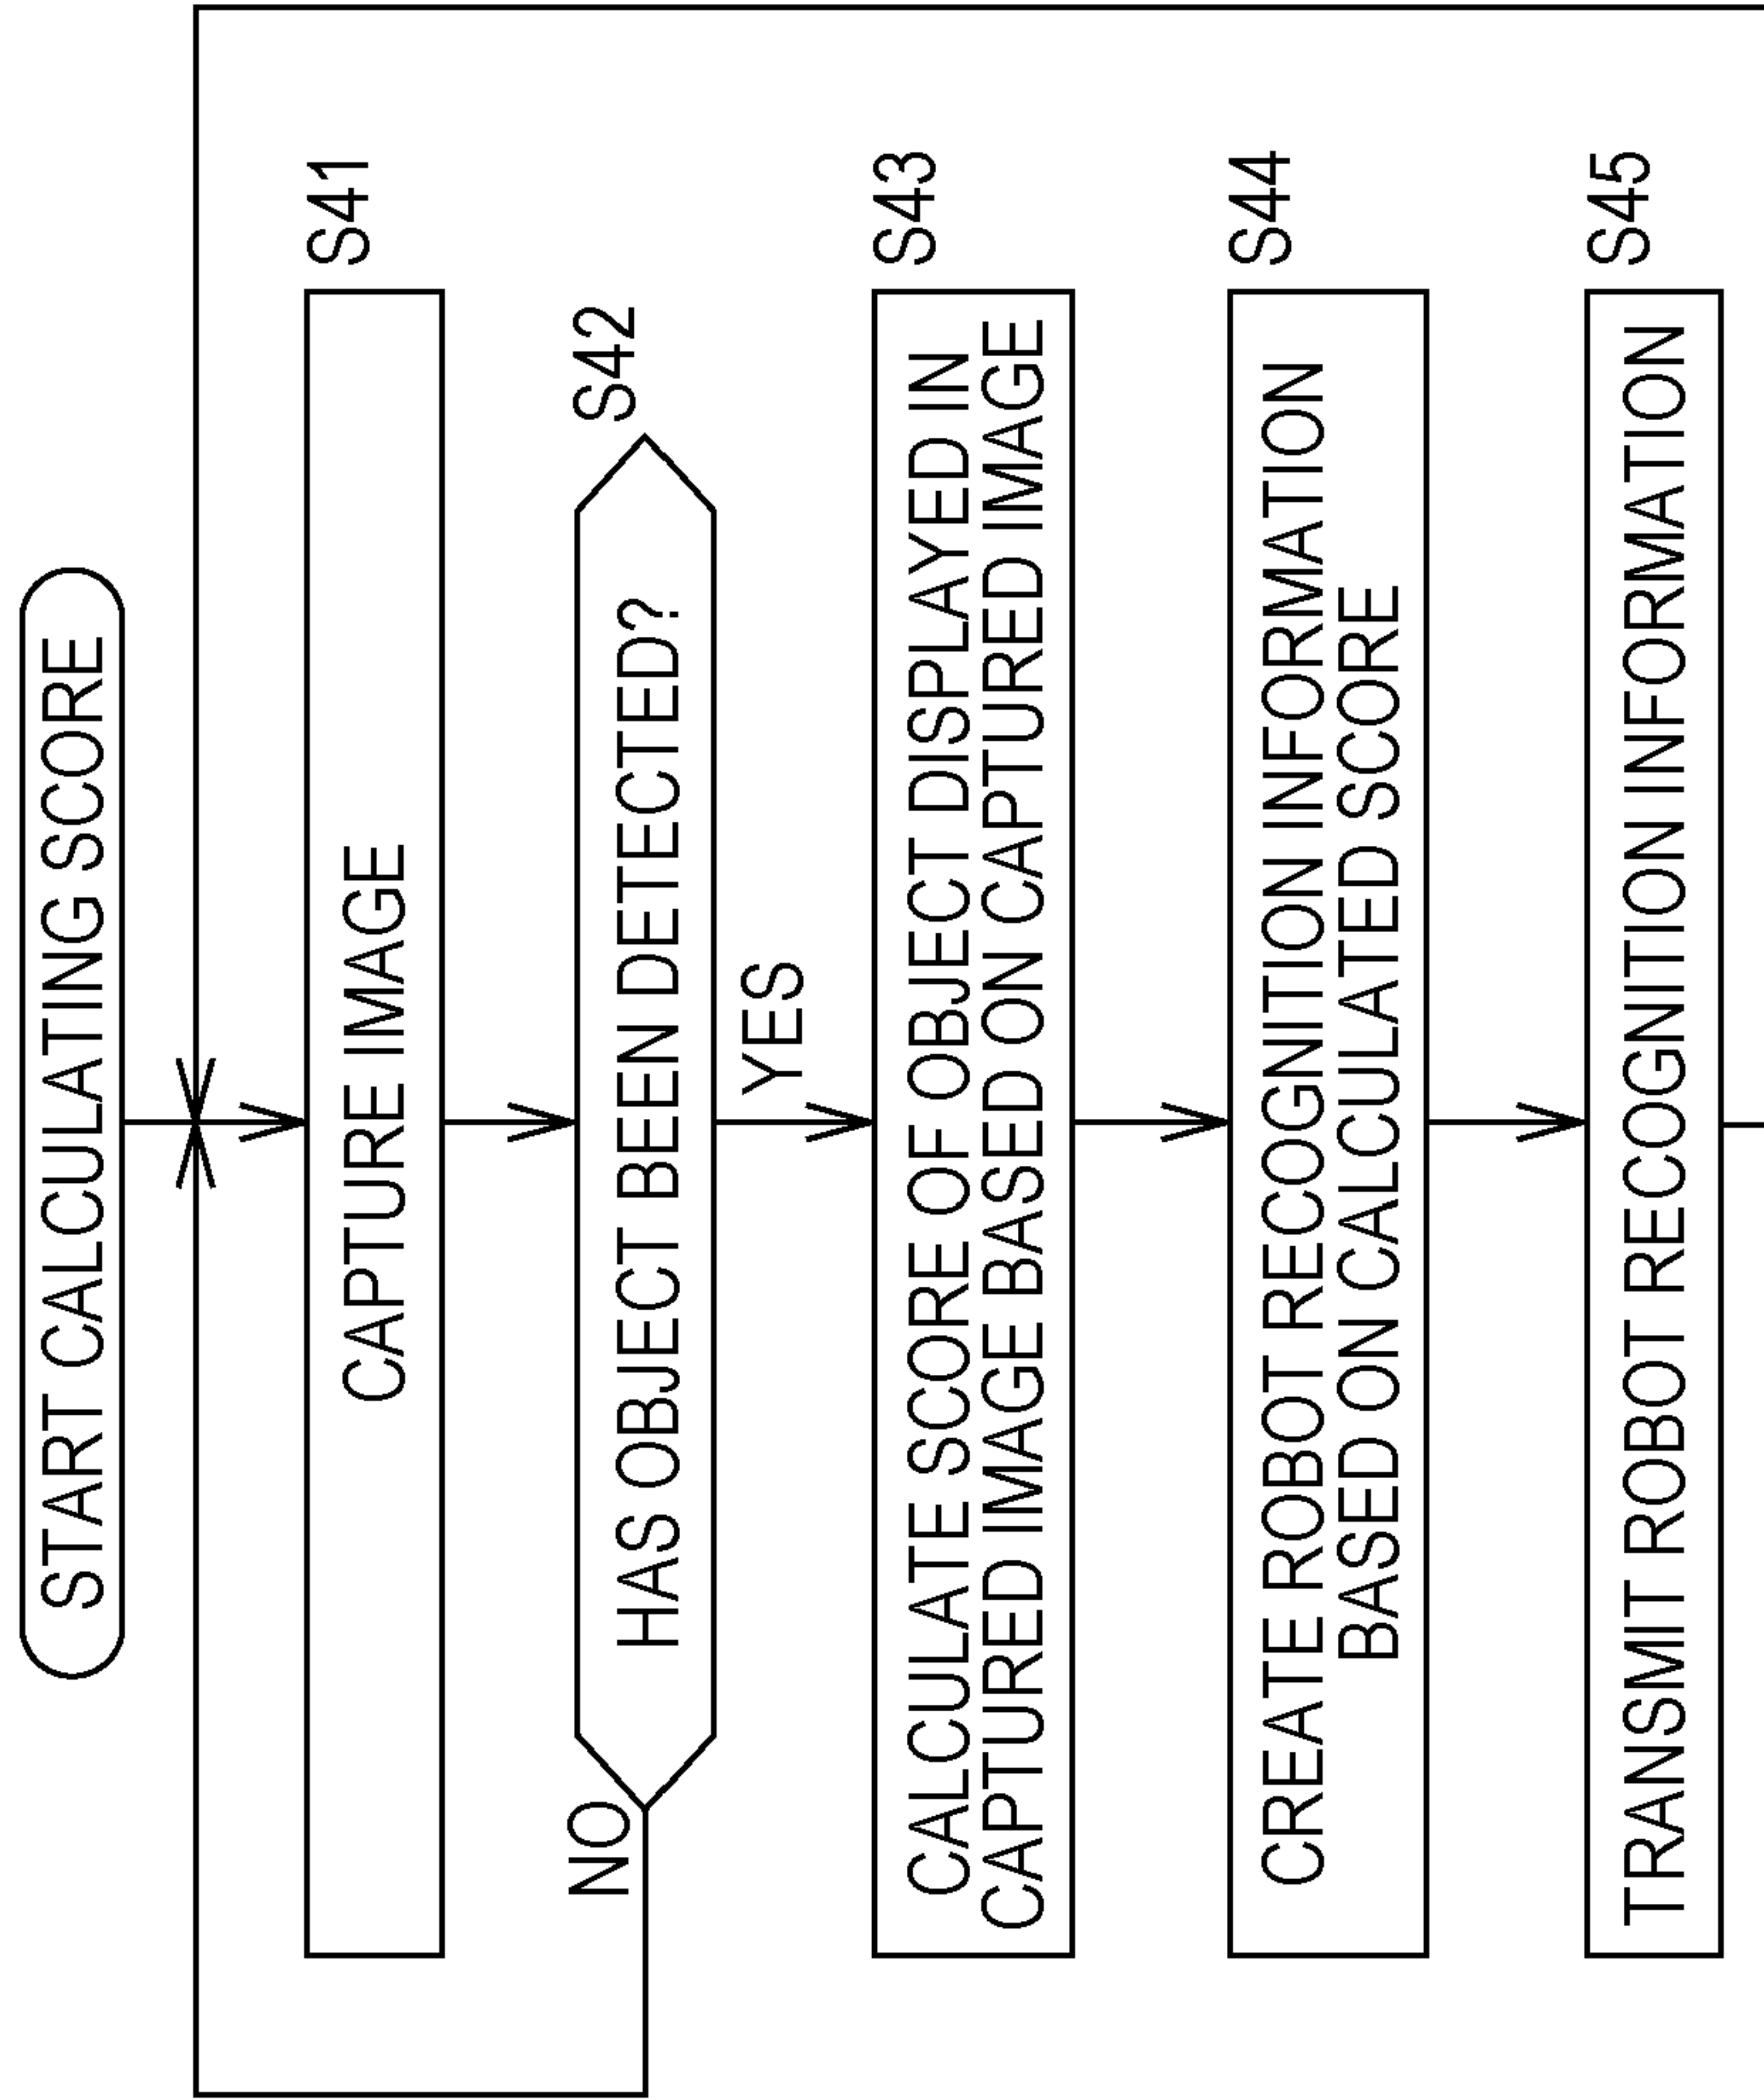 START CALCULATING SCORE
S41
CAPTURE IMAGE
S42
HAS OBJECT BEEN DETECTED?
NO
YES
S43
CALCULATE SCORE OF OBJECT DISPLAYED IN
CAPTURED IMAGE BASED ON CAPTURED IMAGE
S44
CREATE ROBOT RECOGNITION INFORMATION
BASED ON CALCULATED SCORE
S45
TRANSMIT ROBOT RECOGNITION INFORMATION